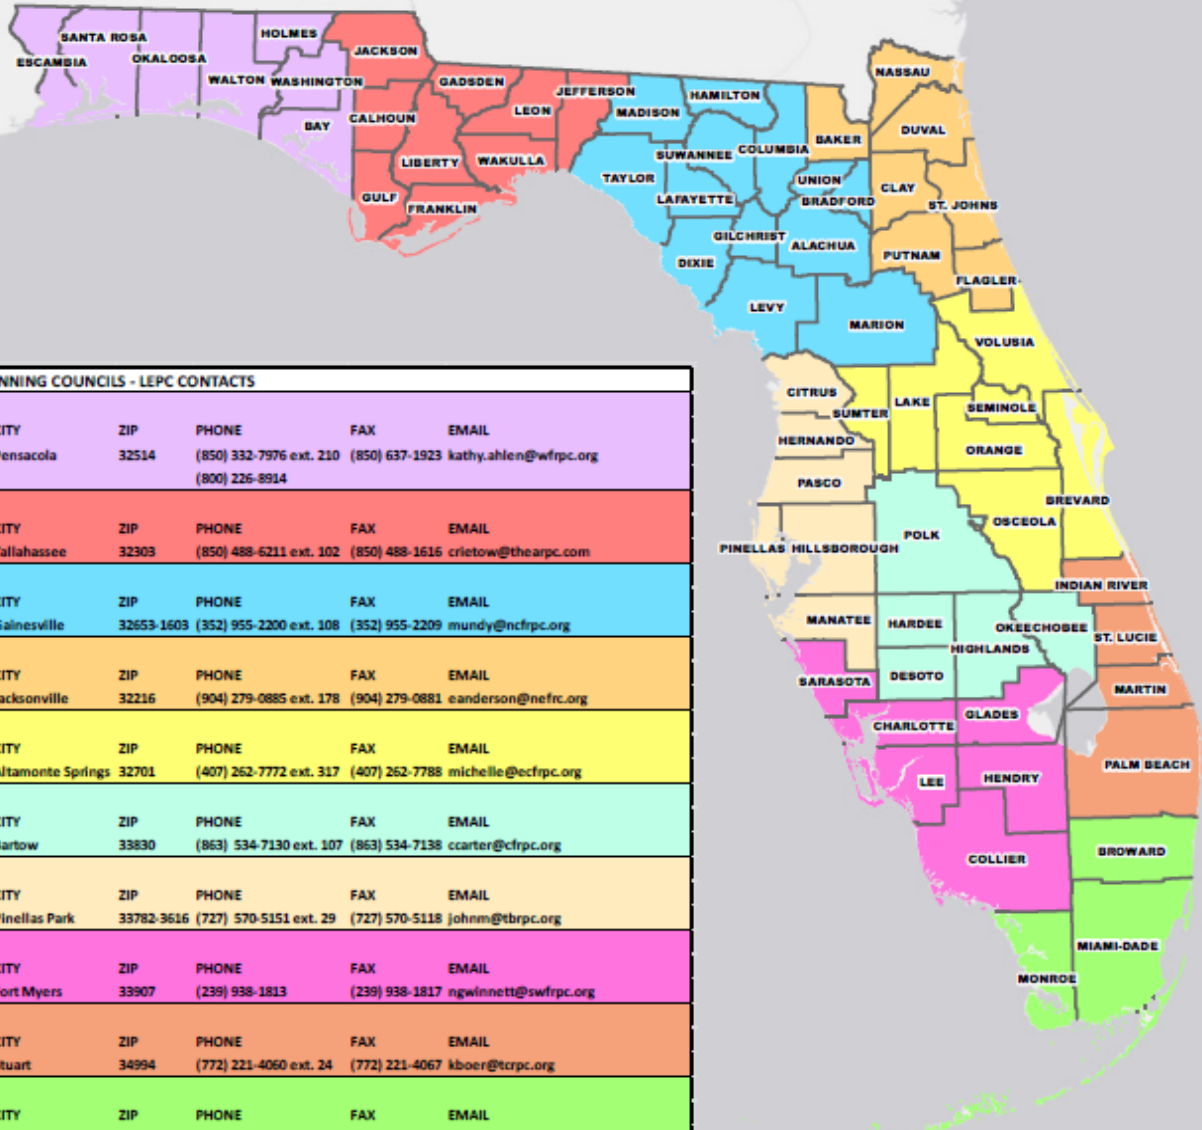 HOLMES
SANTA ROSA
JACKSON
ESCAMBIA
OKALOOSA
NASSAU
WALTON
WASHINGTON
GADSDEN
JEFFERSON
HAMILTON
LEON
MADISON
CALHOUN
BAY
DUVAL
BAKER
COLUMBIA
SUWANNEE
LIBERTY
WAKULLA
TAYLOR
UNION
CLAY
GULF
LAFAYETTE
BRADFORD
ST. JOHNS
FRANKLIN
GILCHRIST
ALACHUA
PUTNAM
DIXIE
FLAGLER
LEVY
MARION
VOLUSIA
CITRUS
LAKE
SEMINOLE
SUMTER
HERNANDO
ORANGE
PASCO
BREVARD
OSCEOLA
POLK
PINELLAS
HILLSBOROUGH
INDIAN RIVER
MANATEE
HARDEE
OKEECHOBEE
ST. LUCIE
HIGHLANDS
DESOTO
SARASOTA
MARTIN
GLADES
CHARLOTTE
PALM BEACH
HENDRY
LEE
BROWARD
COLLIER
MIAMI-DADE
MONROE
NNING COUNCILS - LEPC CONTACTS
ITY ZIP PHONE FAX EMAIL
ensacola 32514 (850) 332-7976 ext. 210 (850) 637-1923 kathy.ahlen@wfrpc.org
(800) 226-8914
ITY ZIP PHONE FAX EMAIL
allahassee 32303 (850) 488-6211 ext. 102 (850) 488-1616 crietow@thearpc.com
ITY ZIP PHONE FAX EMAIL
ainesville 32653-1603 (352) 955-2200 ext. 108 (352) 955-2209 mundy@ncfrpc.org
ITY ZIP PHONE FAX EMAIL
acksonville 32216 (904) 279-0885 ext. 178 (904) 279-0881 eanderson@nefrc.org
ITY ZIP PHONE FAX EMAIL
ltamonte Springs 32701 (407) 262-7772 ext. 317 (407) 262-7788 michelle@ecfrpc.org
ITY ZIP PHONE FAX EMAIL
artow 33830 (863) 534-7130 ext. 107 (863) 534-7138 ccarter@cfrpc.org
ITY ZIP PHONE FAX EMAIL
inellas Park 33782-3616 (727) 570-5151 ext. 29 (727) 570-5118 johnm@tbrpc.org
ITY ZIP PHONE FAX EMAIL
ort Myers 33907 (239) 938-1813 (239) 938-1817 ngwinnett@swfrpc.org
ITY ZIP PHONE FAX EMAIL
tuart 34994 (772) 221-4060 ext. 24 (772) 221-4067 kboer@tcrpc.org
ITY ZIP PHONE FAX EMAIL